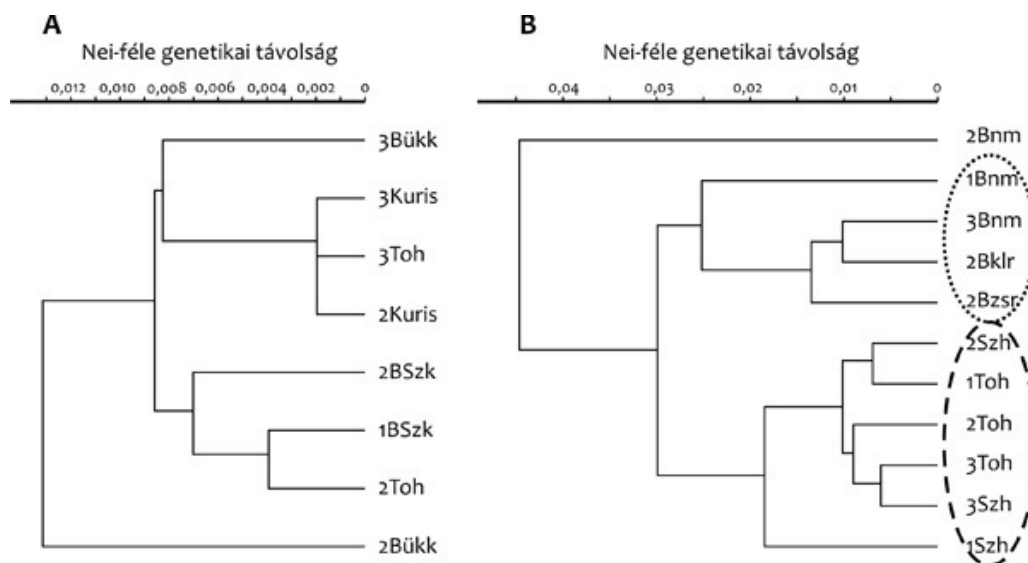 A
Nei-féle genetikai távolság
0,012 0,010 0,008 0,006 0,004 0,002 0
3Bükk
3Kuris
3Toh
2Kuris
2BSzk
1BSzk
2Toh
2Bükk
B
Nei-féle genetikai távolság
0,04 0,03 0,02 0,01 0
2Bnm
1Bnm
3Bnm
2Bklr
2Bzsr
2Szh
1Toh
2Toh
3Toh
3Szh
1Szh